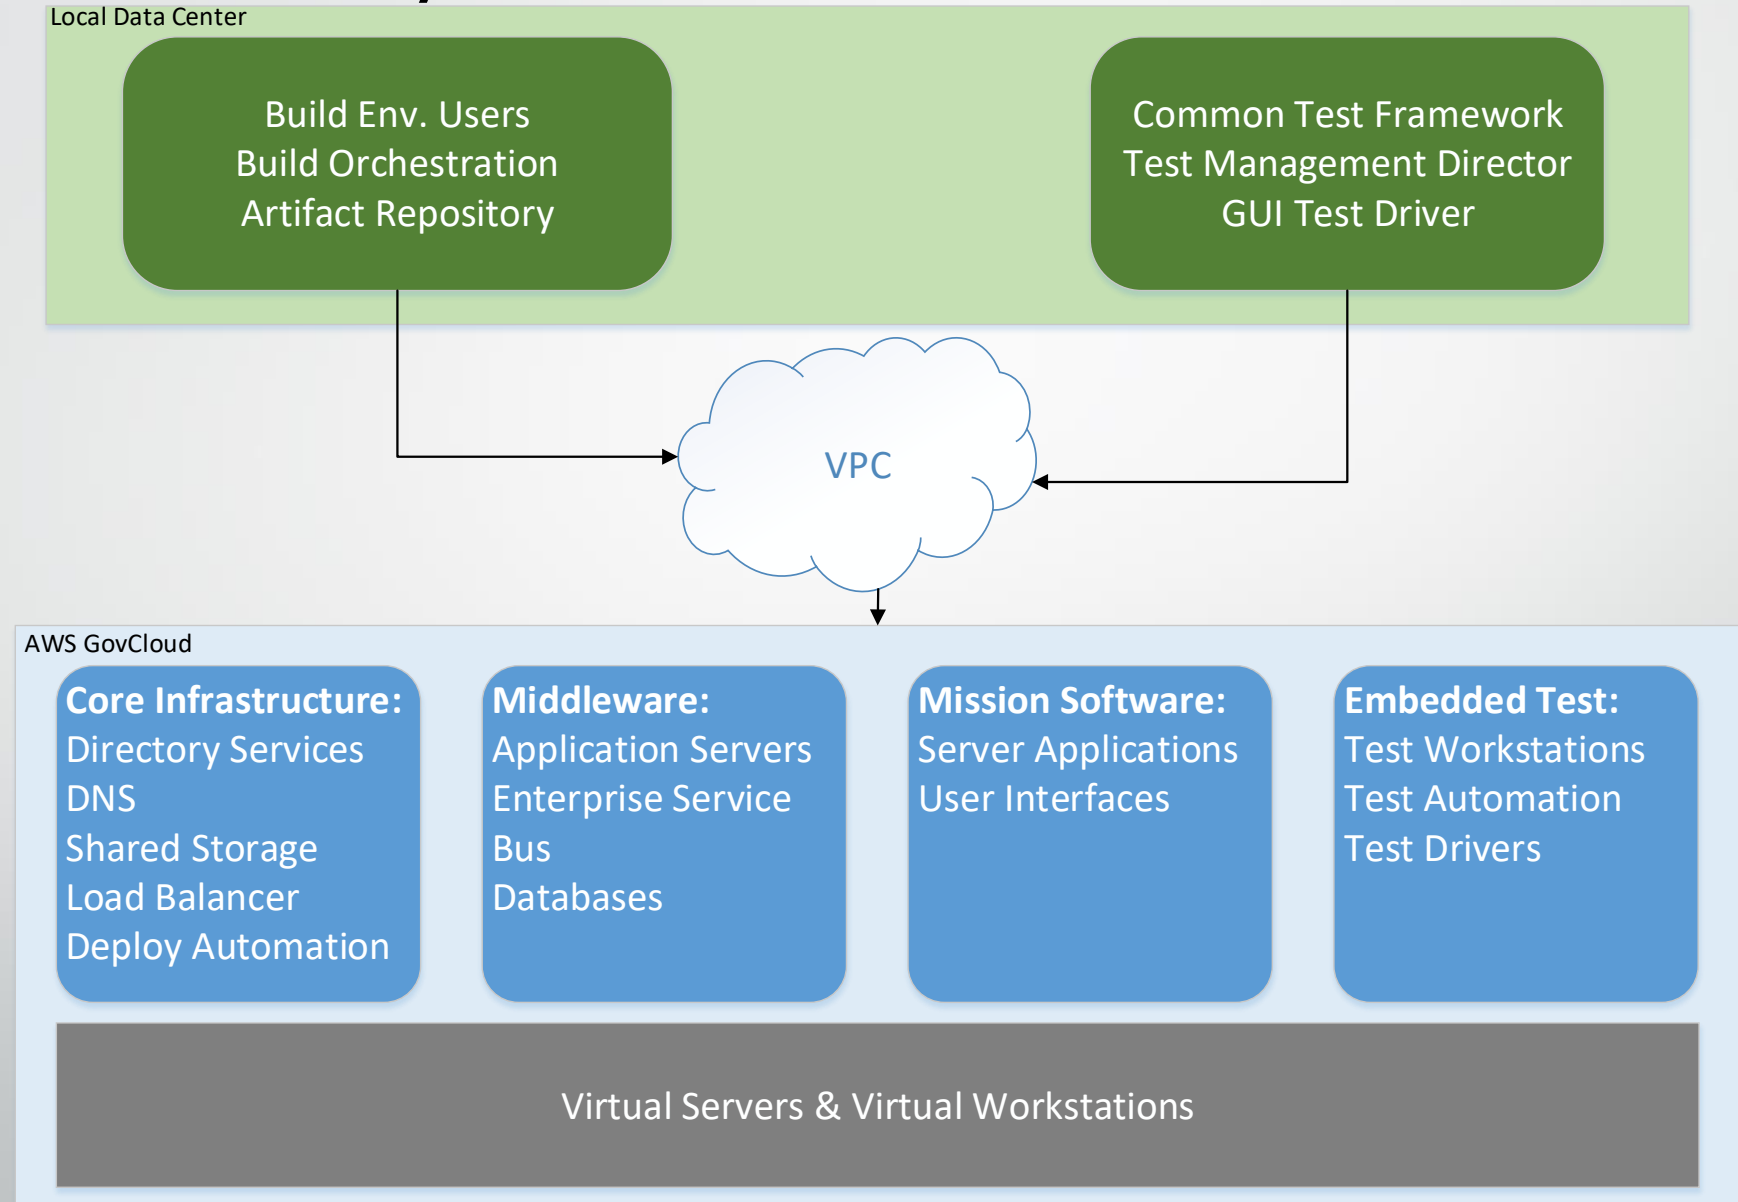 Local Data Center
Build Env. Users
Build Orchestration
Artifact Repository
Common Test Framework
Test Management Director
GUI Test Driver
VPC
AWS GovCloud
Core Infrastructure:
Directory Services
DNS
Shared Storage
Load Balancer
Deploy Automation
Middleware:
Application Servers
Enterprise Service
Bus
Databases
Mission Software:
Server Applications
User Interfaces
Embedded Test:
Test Workstations
Test Automation
Test Drivers
Virtual Servers & Virtual Workstations